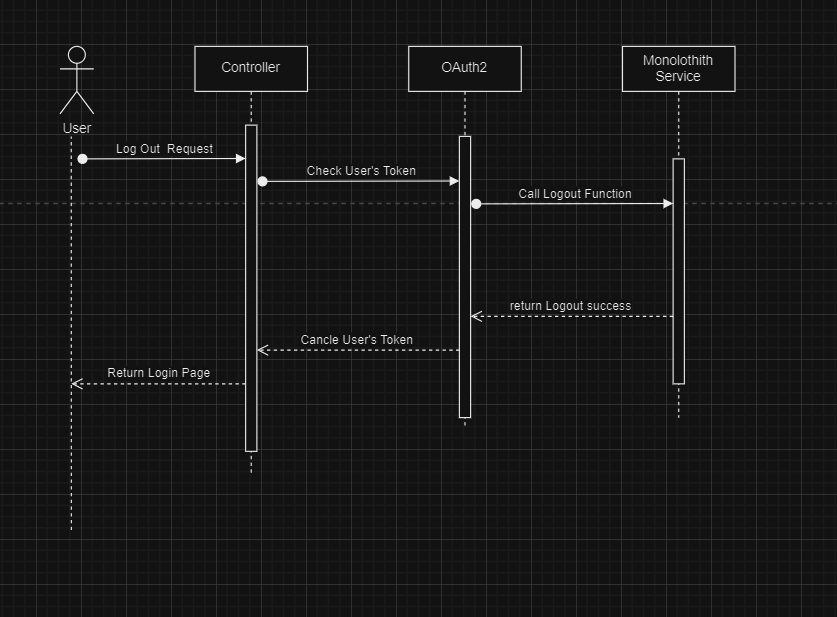 Controller
OAuth2
Monolothith
Service
User
Log Out  Request
Check User's Token
Call Logout Function
return Logout success
Cancle User's Token
Return Login Page